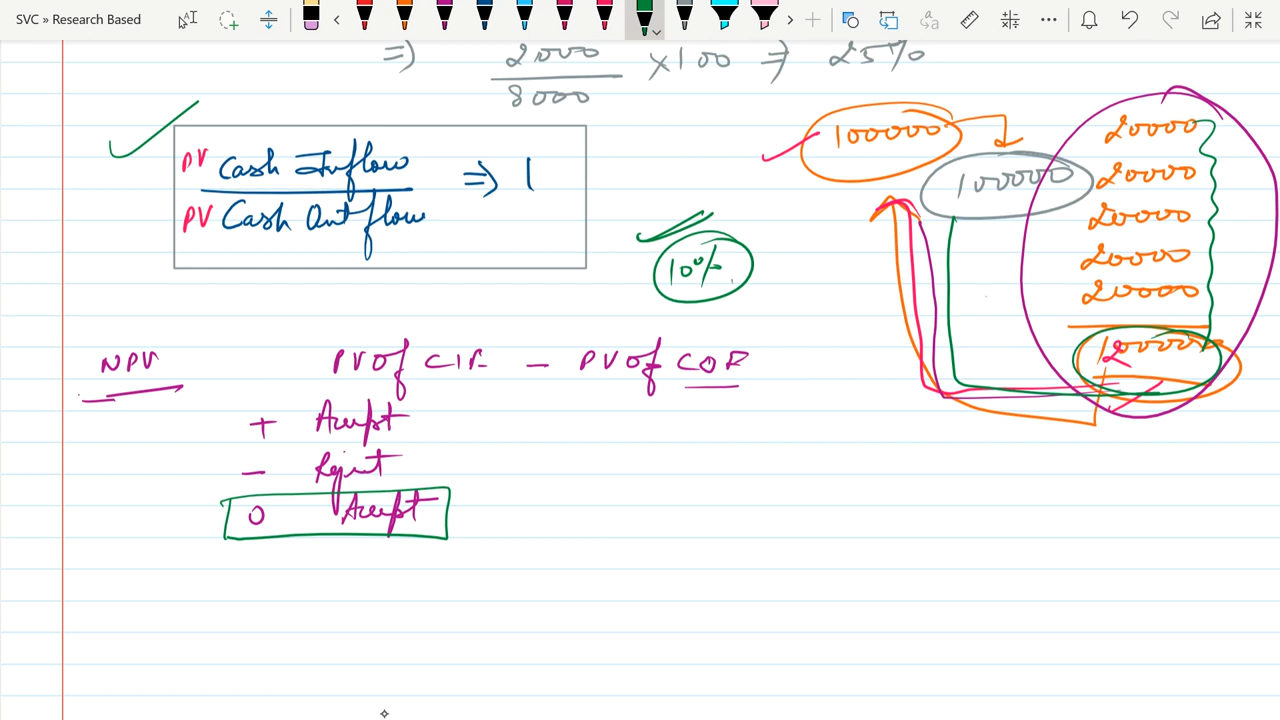 SVC » Research Based
=> 2000 / 8000 x100 => 25%
PV Cash Inflow
PV Cash Outflow
=> 1
10%
100000
100000
20000
20000
20000
20000
20000
NPV PV of CIF - PV of COF
+ Accept
- Reject
0 Accept